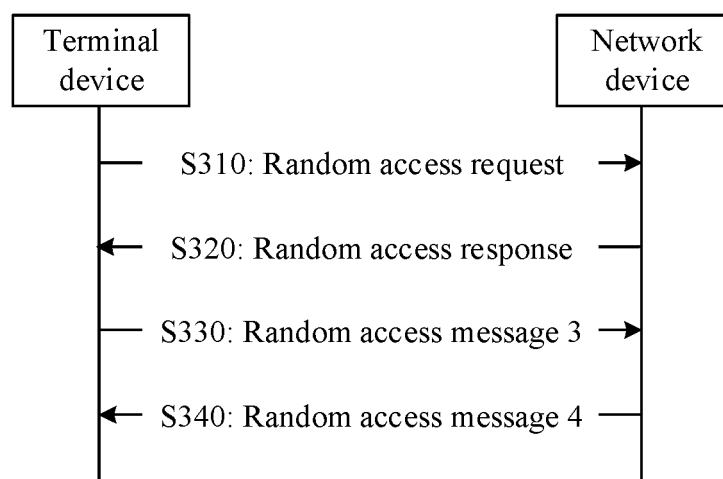 Terminal
device
Network
device
S310: Random access request
S320: Random access response
S330: Random access message 3
S340: Random access message 4